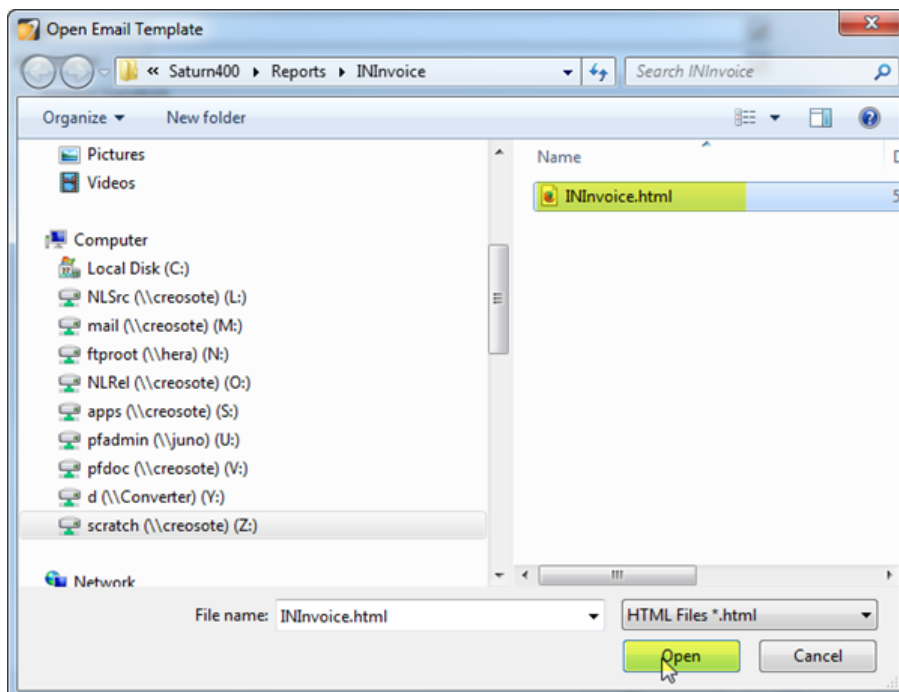 Open Email Template
« Saturn400 ▸ Reports ▸ INInvoice
Search INInvoice
Organize
New folder
Pictures
Videos
Computer
Local Disk (C:)
NLSrc (\\creosote) (L:)
mail (\\creosote) (M:)
ftproot (\\hera) (N:)
NLRel (\\creosote) (O:)
apps (\\creosote) (S:)
pfadmin (\\juno) (U:)
pfdoc (\\creosote) (V:)
d (\\Converter) (Y:)
scratch (\\creosote) (Z:)
Network
Name
INInvoice.html
5
File name: INInvoice.html
HTML Files *.html
Open Cancel